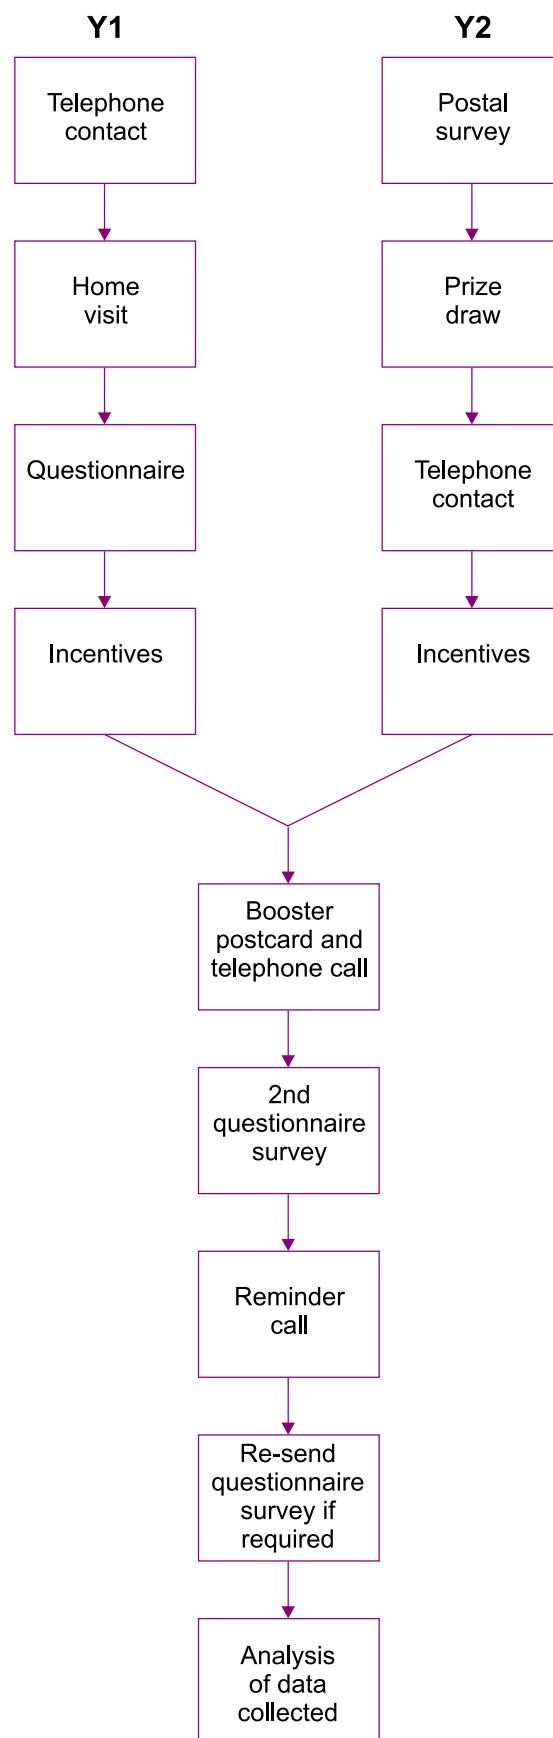 Y1
Telephone
contact
Home
visit
Questionnaire
Incentives
Y2
Postal
survey
Prize
draw
Telephone
contact
Incentives
Booster
postcard and
telephone call
2nd
questionnaire
survey
Reminder
call
Re-send
questionnaire
survey if
required
Analysis
of data
collected